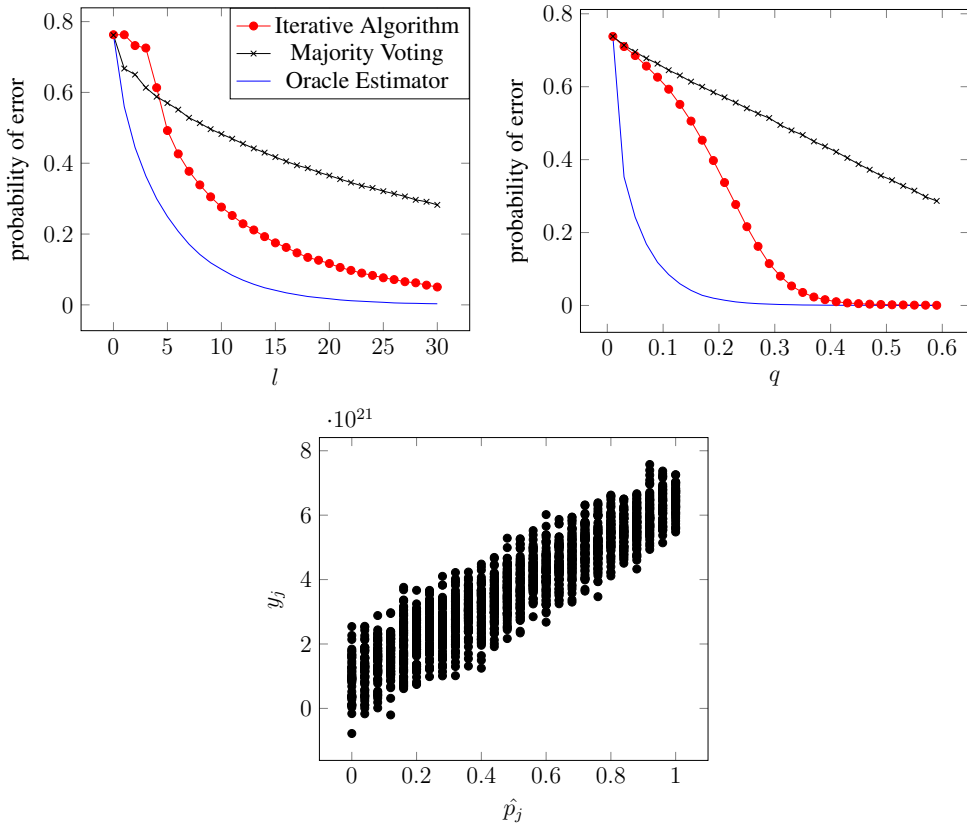 0.8
0.6
0.4
0.2
0
probability of error
0 5 10 15 20 25 30
l
Iterative Algorithm
Majority Voting
Oracle Estimator
0.8
0.6
0.4
0.2
0
probability of error
0 0.1 0.2 0.3 0.4 0.5 0.6
q
·10^21
8
6
4
2
0
y_j
0 0.2 0.4 0.6 0.8 1
p̂_j